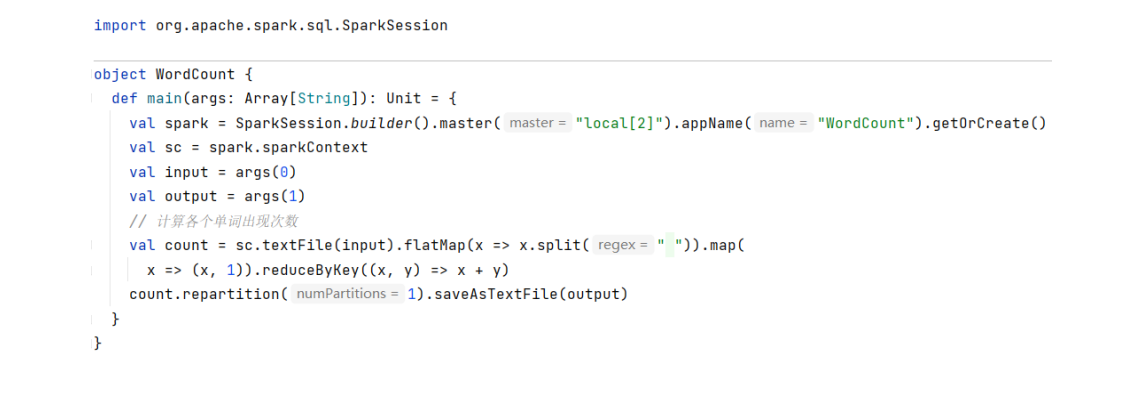 import org.apache.spark.sql.SparkSession
object WordCount {
def main(args: Array[String]): Unit = {
val spark = SparkSession.builder().master( master = "local[2]").appName( name = "WordCount").getOrCreate()
val sc = spark.sparkContext
val input = args(0)
val output = args(1)
// 计算各个单词出现次数
val count = sc.textFile(input).flatMap(x => x.split( regex = " ")).map(
x => (x, 1)).reduceByKey((x, y) => x + y)
count.repartition( numPartitions = 1).saveAsTextFile(output)
}
}